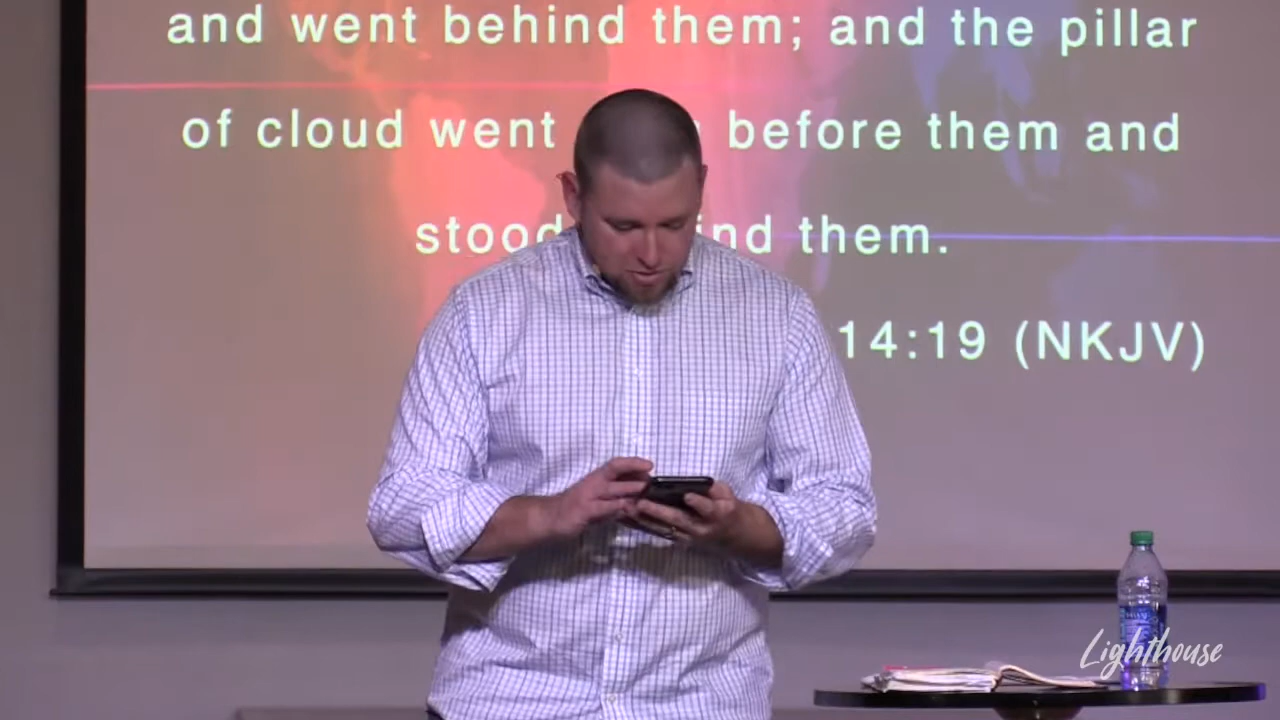 and went behind them; and the pillar
of cloud went before them and
stood them.
14:19 (NKJV)
Lighthouse